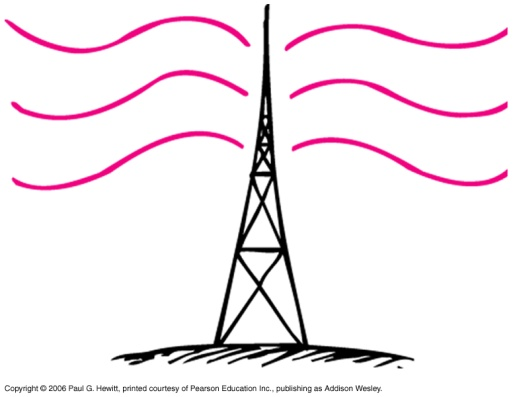 Copyright © 2006 Paul G. Hewitt, printed courtesy of Pearson Education Inc., publishing as Addison Wesley.